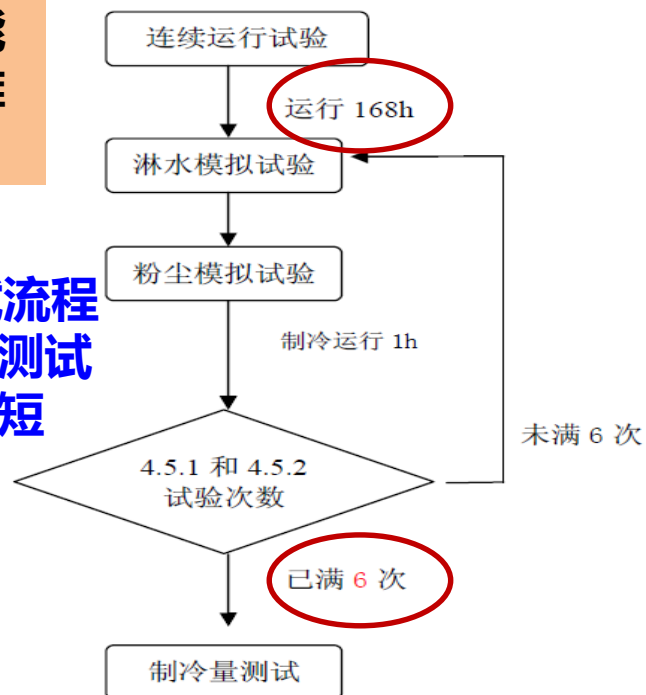 连续运行试验
运行 168h
淋水模拟试验
粉尘模拟试验
流程
测试
短
制冷运行 1h
未满 6 次
4.5.1 和 4.5.2
试验次数
已满 6 次
制冷量测试